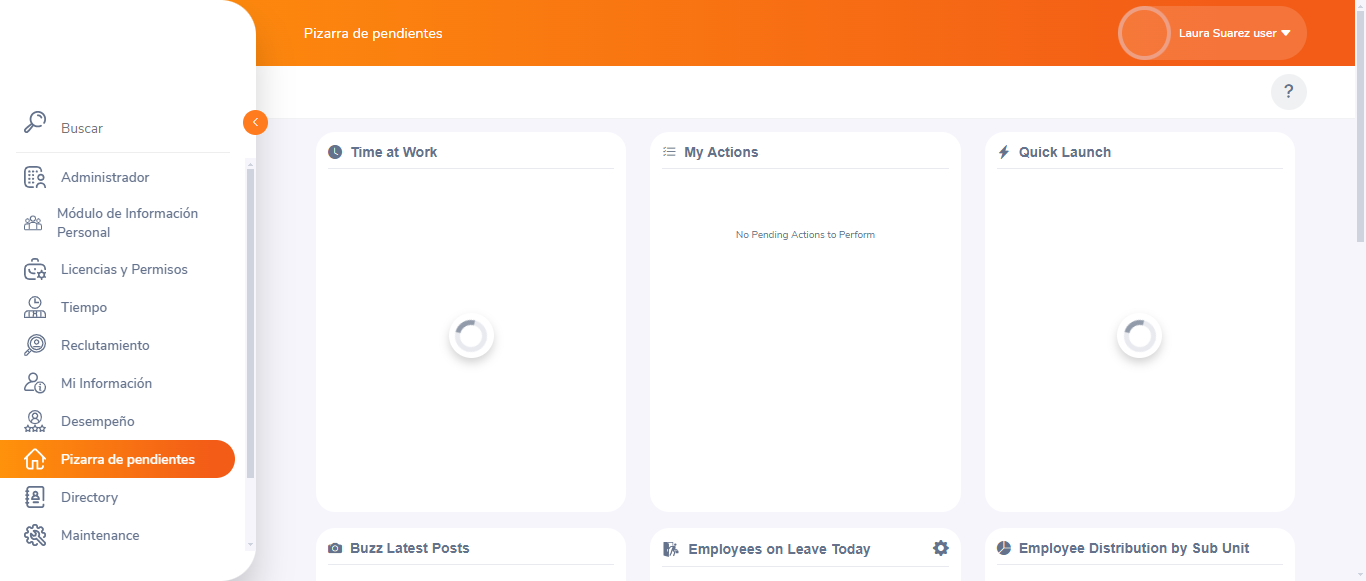 Pizarra de pendientes
Laura Suarez user
?
Buscar
Administrador
Módulo de Información
Personal
Licencias y Permisos
Tiempo
Reclutamiento
Mi Información
Desempeño
Pizarra de pendientes
Directory
Maintenance
Time at Work
My Actions
No Pending Actions to Perform
Quick Launch
Buzz Latest Posts
Employees on Leave Today
Employee Distribution by Sub Unit